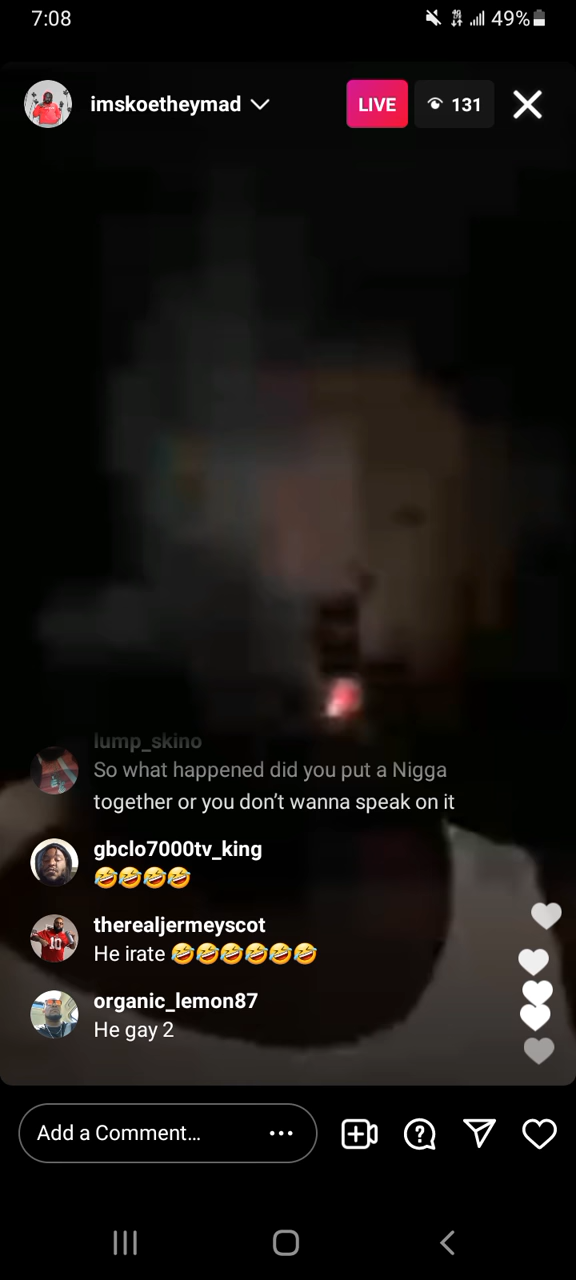 7:08
49%
imskoetheymad
LIVE
131
lump_skino
So what happened did you put a Nigga
together or you don’t wanna speak on it
gbclo7000tv_king
🤣🤣🤣🤣
therealjermeyscot
He irate 🤣🤣🤣🤣🤣🤣
organic_lemon87
He gay 2
Add a Comment...